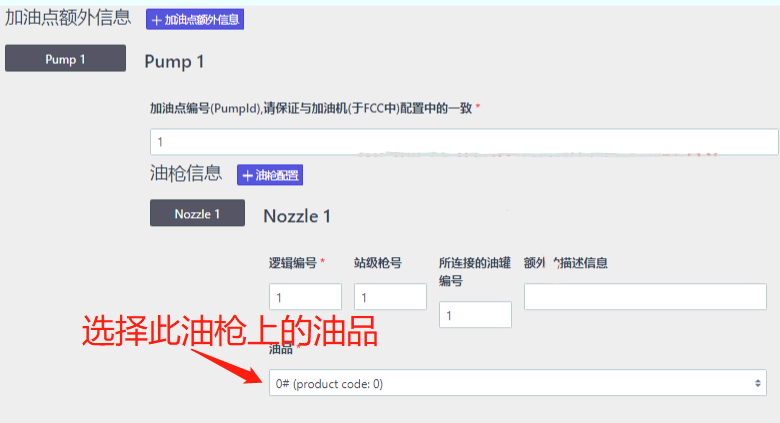 加油点额外信息 + 加油点额外信息
Pump 1 Pump 1
加油点编号(PumpId),请保证与加油机(于FCC中)配置中的一致 *
1
油枪信息 + 油枪配置
Nozzle 1 Nozzle 1
逻辑编号 * 站级枪号 所连接的油罐编号 额外 描述信息
1 1 1
选择此油枪上的油品
油品 *
0# (product code: 0)